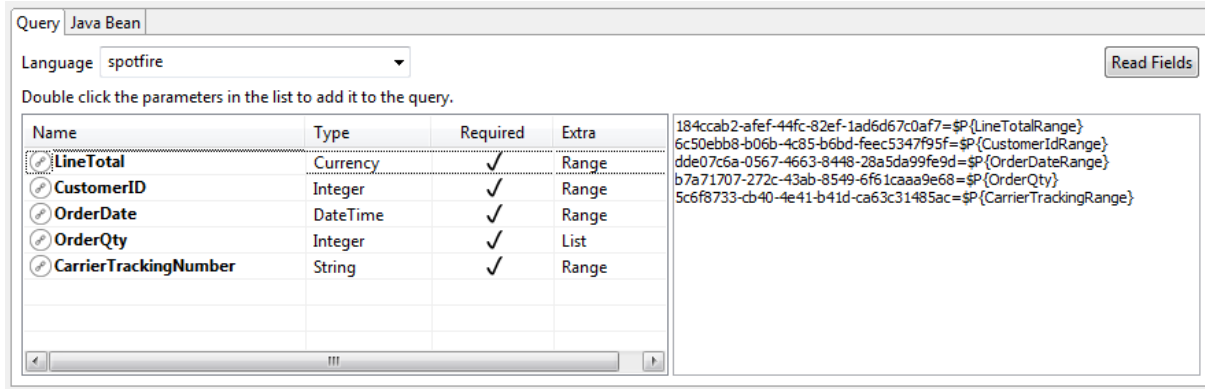 Query Java Bean
Language spotfire Read Fields
Double click the parameters in the list to add it to the query.
Name Type Required Extra
LineTotal Currency ✓ Range
CustomerID Integer ✓ Range
OrderDate DateTime ✓ Range
OrderQty Integer ✓ List
CarrierTrackingNumber String ✓ Range
184ccab2-afef-44fc-82ef-1ad6d67c0af7=$P{LineTotalRange}
6c50ebb8-b06b-4c85-b6bd-feec5347f95f=$P{CustomerIdRange}
dde07c6a-0567-4663-8448-28a5da99fe9d=$P{OrderDateRange}
b7a71707-272c-43ab-8549-6f61caaa9e68=$P{OrderQty}
5c6f8733-cb40-4e41-b41d-ca63c31485ac=$P{CarrierTrackingRange}